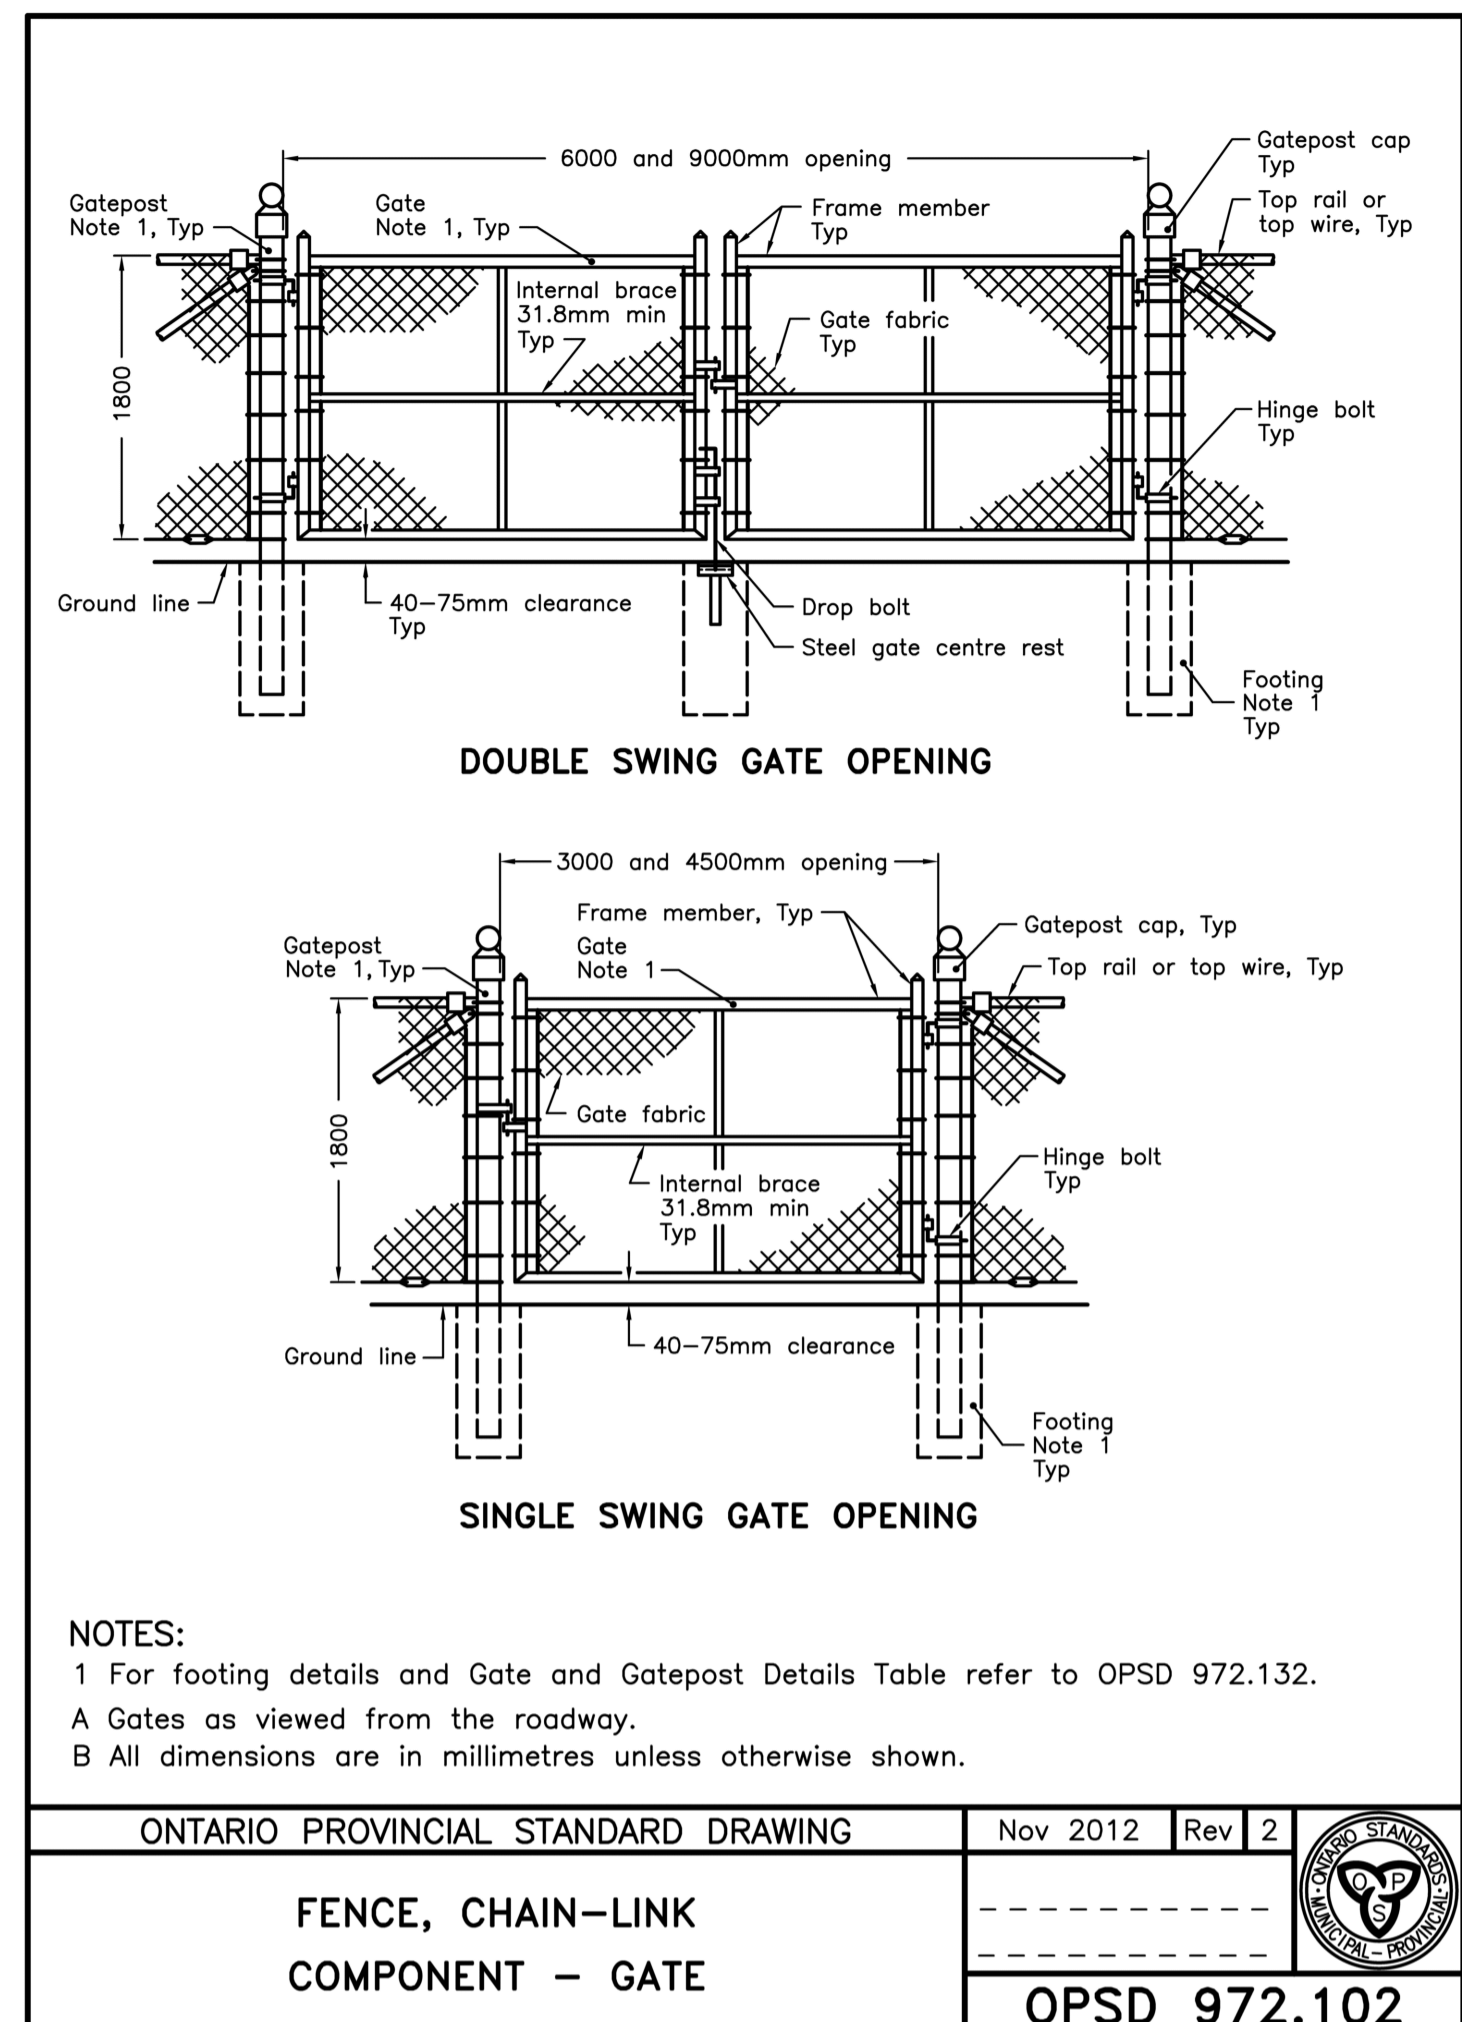 6000 and 9000mm opening
Gatepost cap
Typ
Gatepost
Note 1, Typ
Gate
Note 1, Typ
Frame member
Typ
Top rail or
top wire, Typ
Internal brace
31.8mm min
Typ
Gate fabric
Typ
1800
Hinge bolt
Typ
Ground line
40-75mm clearance
Typ
Drop bolt
Steel gate centre rest
Footing
Note 1
Typ
DOUBLE SWING GATE OPENING
3000 and 4500mm opening
Frame member, Typ
Gatepost
Note 1, Typ
Gate
Note 1
Gatepost cap, Typ
Top rail or top wire, Typ
Gate fabric
1800
Internal brace
31.8mm min
Typ
Hinge bolt
Typ
Ground line
40-75mm clearance
Footing
Note 1
Typ
SINGLE SWING GATE OPENING
NOTES:
1 For footing details and Gate and Gatepost Details Table refer to OPSD 972.132.
A Gates as viewed from the roadway.
B All dimensions are in millimetres unless otherwise shown.
ONTARIO PROVINCIAL STANDARD DRAWING
Nov 2012 Rev 2
ONTARIO STANDARDS
MUNICIPAL - PROVINCIAL
O P S
FENCE, CHAIN-LINK
COMPONENT - GATE
OPSD 972.102